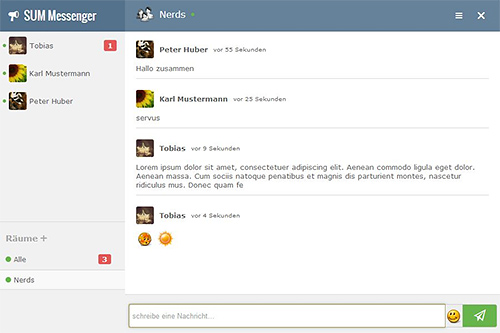 SUM Messenger
Tobias
1
Karl Mustermann
Peter Huber
Räume +
Alle
3
Nerds
Nerds
Peter Huber vor 55 Sekunden
Hallo zusammen
Karl Mustermann vor 25 Sekunden
servus
Tobias vor 9 Sekunden
Lorem ipsum dolor sit amet, consectetuer adipiscing elit. Aenean commodo ligula eget dolor.
Aenean massa. Cum sociis natoque penatibus et magnis dis parturient montes, nascetur
ridiculus mus. Donec quam fe
Tobias vor 4 Sekunden
schreibe eine Nachricht...